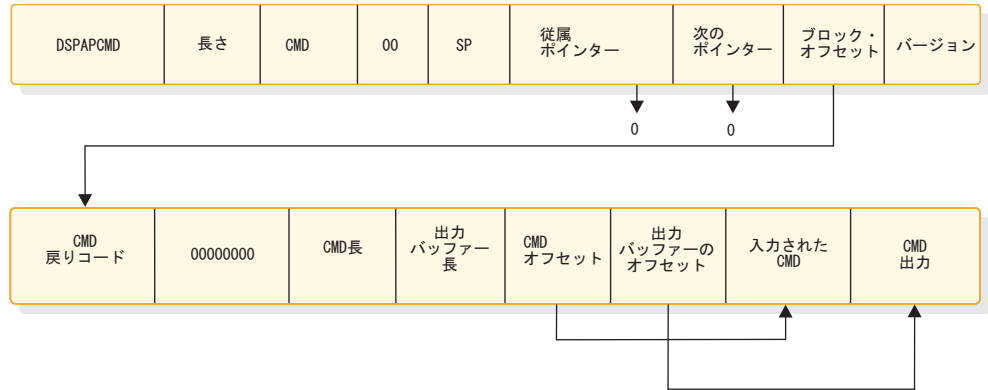 DSPAPCMD
長さ
CMD
00
SP
従属
ポインター
次の
ポインター
ブロック・
オフセット
バージョン
0
0
CMD
戻りコード
00000000
CMD長
出力
バッファー
長
CMD
オフセット
出力
バッファーの
オフセット
入力された
CMD
CMD
出力